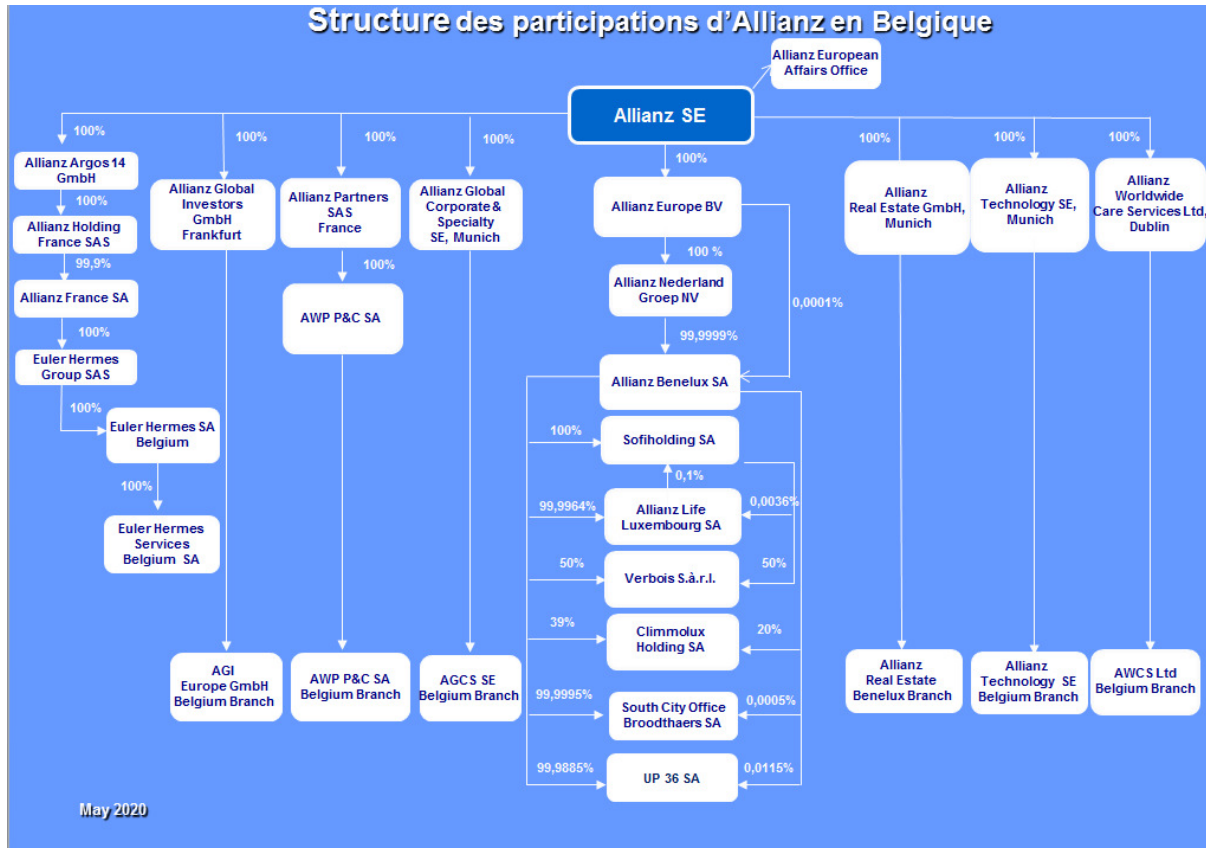 Structure des participations d'Allianz en Belgique
Allianz European
Affairs Office
Allianz SE
100%
100%
100%
100%
100%
100%
100%
100%
Allianz Argos 14
GmbH
Allianz Global
Investors
GmbH
Frankfurt
Allianz Partners
SAS
France
Allianz Global
Corporate &
Specialty
SE, Munich
Allianz Europe BV
Allianz
Real Estate GmbH,
Munich
Allianz
Technology SE,
Munich
Allianz
Worldwide
Care Services Ltd,
Dublin
100%
Allianz Holding
France SAS
99,9%
Allianz France SA
100%
Euler Hermes
Group SAS
100%
Euler Hermes SA
Belgium
100%
Euler Hermes
Services
Belgium SA
100%
AWP P&C SA
100 %
Allianz Nederland
Groep NV
0,0001%
99,9999%
Allianz Benelux SA
100%
Sofiholding SA
0,1%
99,9964%
Allianz Life
Luxembourg SA
0,0036%
50%
Verbois S.à.r.l.
50%
39%
Climmolux
Holding SA
20%
99,9995%
South City Office
Broodthaers SA
0,0005%
99,9885%
UP 36 SA
0,0115%
AGI
Europe GmbH
Belgium Branch
AWP P&C SA
Belgium Branch
AGCS SE
Belgium Branch
Allianz
Real Estate
Benelux Branch
Allianz
Technology SE
Belgium Branch
AWCS Ltd
Belgium Branch
May 2020